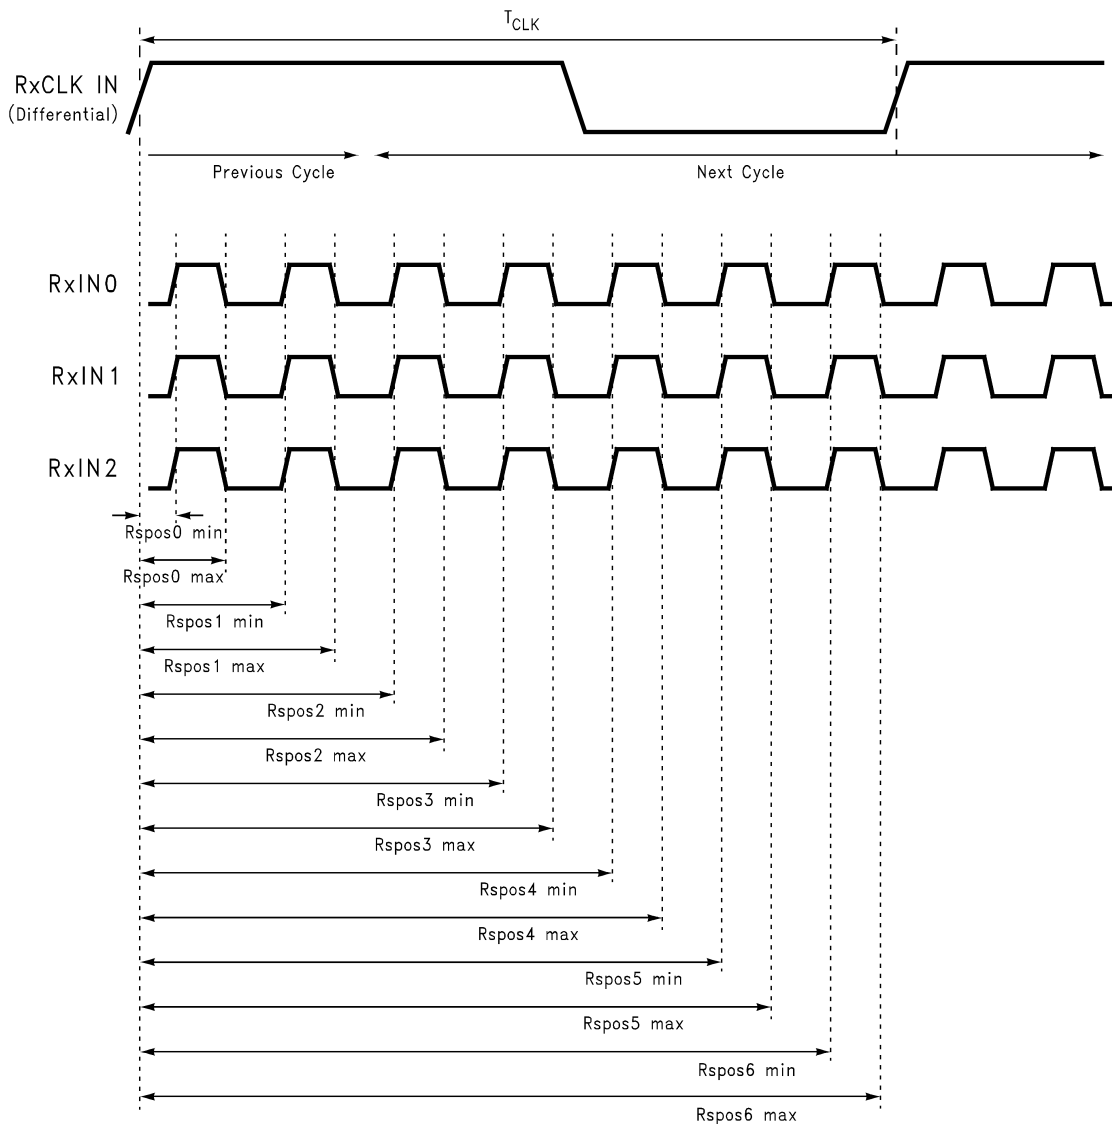 TCLK
RxCLK IN
(Differential)
Previous Cycle
Next Cycle
RxIN0
RxIN1
RxIN2
Rspos0 min
Rspos0 max
Rspos1 min
Rspos1 max
Rspos2 min
Rspos2 max
Rspos3 min
Rspos3 max
Rspos4 min
Rspos4 max
Rspos5 min
Rspos5 max
Rspos6 min
Rspos6 max